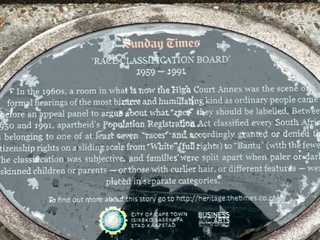 Sunday Times
'RACE CLASSIFICATION BOARD'
1959 – 1991
In the 1960s, a room in what is now the High Court Annex was the scene of
formal hearings of the most bizarre and humiliating kind as ordinary people came
before an appeal panel to argue about what "race" they should be labelled. Between
1950 and 1991, apartheid's Population Registration Act classified every South Afri
belonging to one of at least seven "races" and accordingly granted or denied th
citizenship rights on a sliding scale from "White" (full rights) to "Bantu" (with the few
The classification was subjective, and families were split apart when paler or dar
skinned children or parents — or those with curlier hair, or different features – wer
placed in separate categories.
To find out more about this story go to http://heritage.thetimes.co.za
CITY OF CAPE TOWN
ISIXEKO SASEKAPA
STAD KAAPSTAD
BUSINESS
ARTS